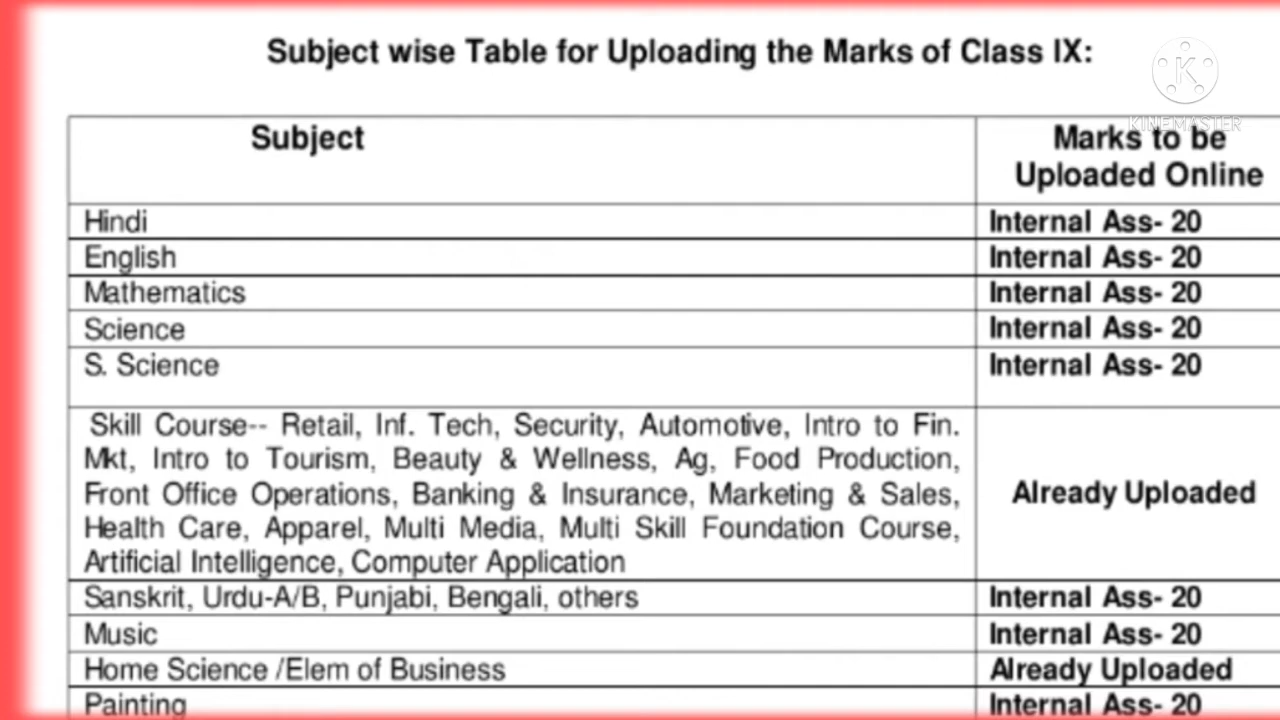 Subject wise Table for Uploading the Marks of Class IX:
K
KINEMASTER
Subject
Marks to be
Uploaded Online
Hindi
Internal Ass- 20
English
Internal Ass- 20
Mathematics
Internal Ass- 20
Science
Internal Ass- 20
S. Science
Internal Ass- 20
Skill Course-- Retail, Inf. Tech, Security, Automotive, Intro to Fin.
Mkt, Intro to Tourism, Beauty & Wellness, Ag, Food Production,
Front Office Operations, Banking & Insurance, Marketing & Sales,
Health Care, Apparel, Multi Media, Multi Skill Foundation Course,
Artificial Intelligence, Computer Application
Already Uploaded
Sanskrit, Urdu-A/B, Punjabi, Bengali, others
Internal Ass- 20
Music
Internal Ass- 20
Home Science /Elem of Business
Already Uploaded
Painting
Internal Ass- 20